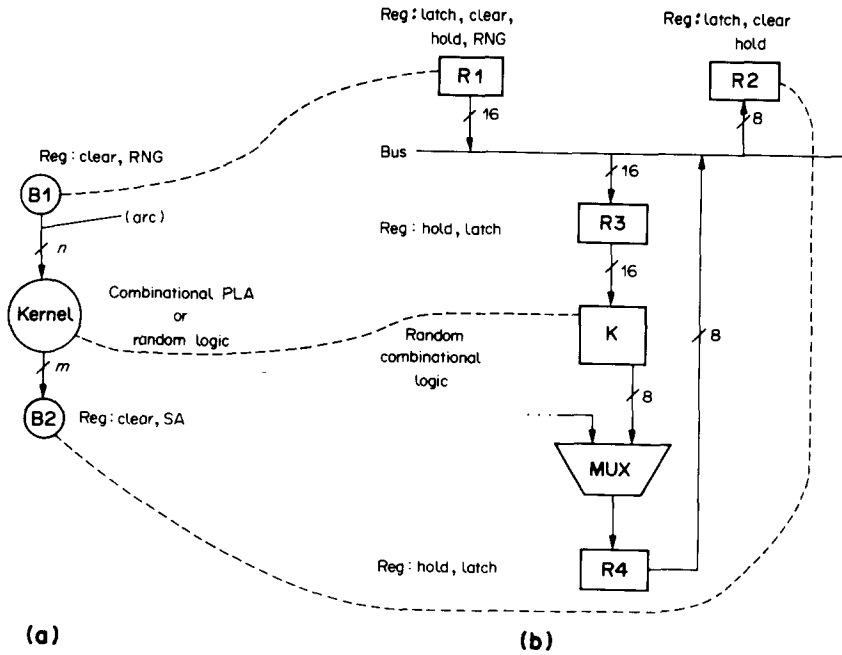 Reg: latch, clear,
hold, RNG
R1
16
Reg: latch, clear
hold
R2
8
Bus
Reg: clear, RNG
B1
(arc)
n
Kernel
Combinational PLA
or
random logic
m
B2
Reg: clear, SA
16
R3
Reg: hold, latch
16
K
Random
combinational
logic
8
8
....
MUX
Reg: hold, latch
R4
(a)
(b)